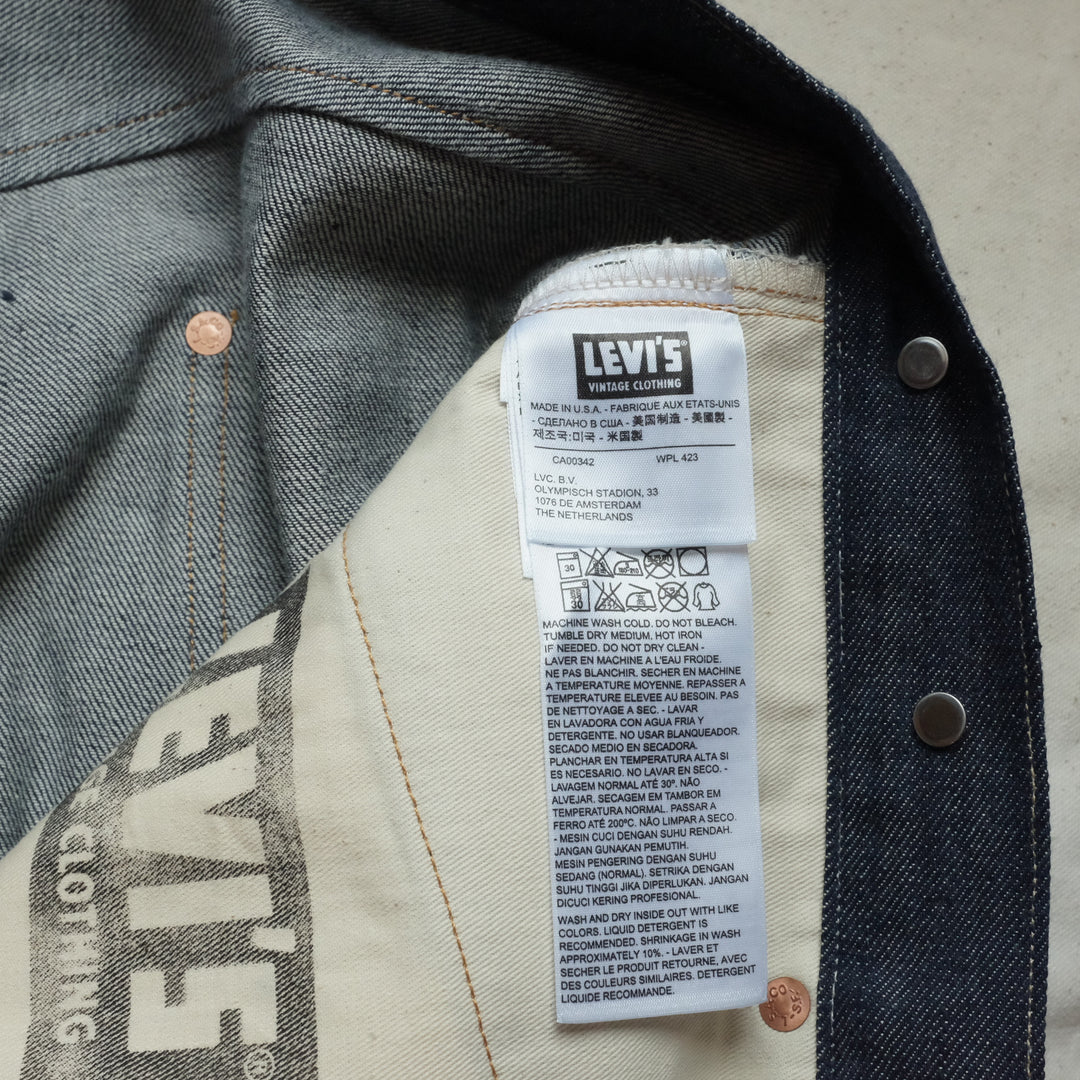 LEVI'S®
VINTAGE CLOTHING
MADE IN U.S.A. - FABRIQUE AUX ETATS-UNIS
- СДЕЛАНО В США - 美国制造 - 美國製 -
제조국:미국 - 米国製
CA00342 WPL 423
LVC. B.V.
OLYMPISCH STADION, 33
1076 DE AMSTERDAM
THE NETHERLANDS
30
30
MACHINE WASH COLD. DO NOT BLEACH.
TUMBLE DRY MEDIUM, HOT IRON
IF NEEDED. DO NOT DRY CLEAN -
LAVER EN MACHINE A L'EAU FROIDE.
NE PAS BLANCHIR. SECHER EN MACHINE
A TEMPERATURE MOYENNE. REPASSER A
TEMPERATURE ELEVEE AU BESOIN. PAS
DE NETTOYAGE A SEC. - LAVAR
EN LAVADORA CON AGUA FRIA Y
DETERGENTE. NO USAR BLANQUEADOR.
SECADO MEDIO EN SECADORA.
PLANCHAR EN TEMPERATURA ALTA SI
ES NECESARIO. NO LAVAR EN SECO. -
LAVAGEM NORMAL ATÉ 30º. NÃO
ALVEJAR. SECAGEM EM TAMBOR EM
TEMPERATURA NORMAL. PASSAR A
FERRO ATÉ 200ºC. NÃO LIMPAR A SECO.
- MESIN CUCI DENGAN SUHU RENDAH.
JANGAN GUNAKAN PEMUTIH.
MESIN PENGERING DENGAN SUHU
SEDANG (NORMAL). SETRIKA DENGAN
SUHU TINGGI JIKA DIPERLUKAN. JANGAN
DICUCI KERING PROFESIONAL.
WASH AND DRY INSIDE OUT WITH LIKE
COLORS. LIQUID DETERGENT IS
RECOMMENDED. SHRINKAGE IN WASH
APPROXIMATELY 10%. - LAVER ET
SECHER LE PRODUIT RETOURNE, AVEC
DES COULEURS SIMILAIRES. DETERGENT
LIQUIDE RECOMMANDE.
LEVI'S®
CLOTHING